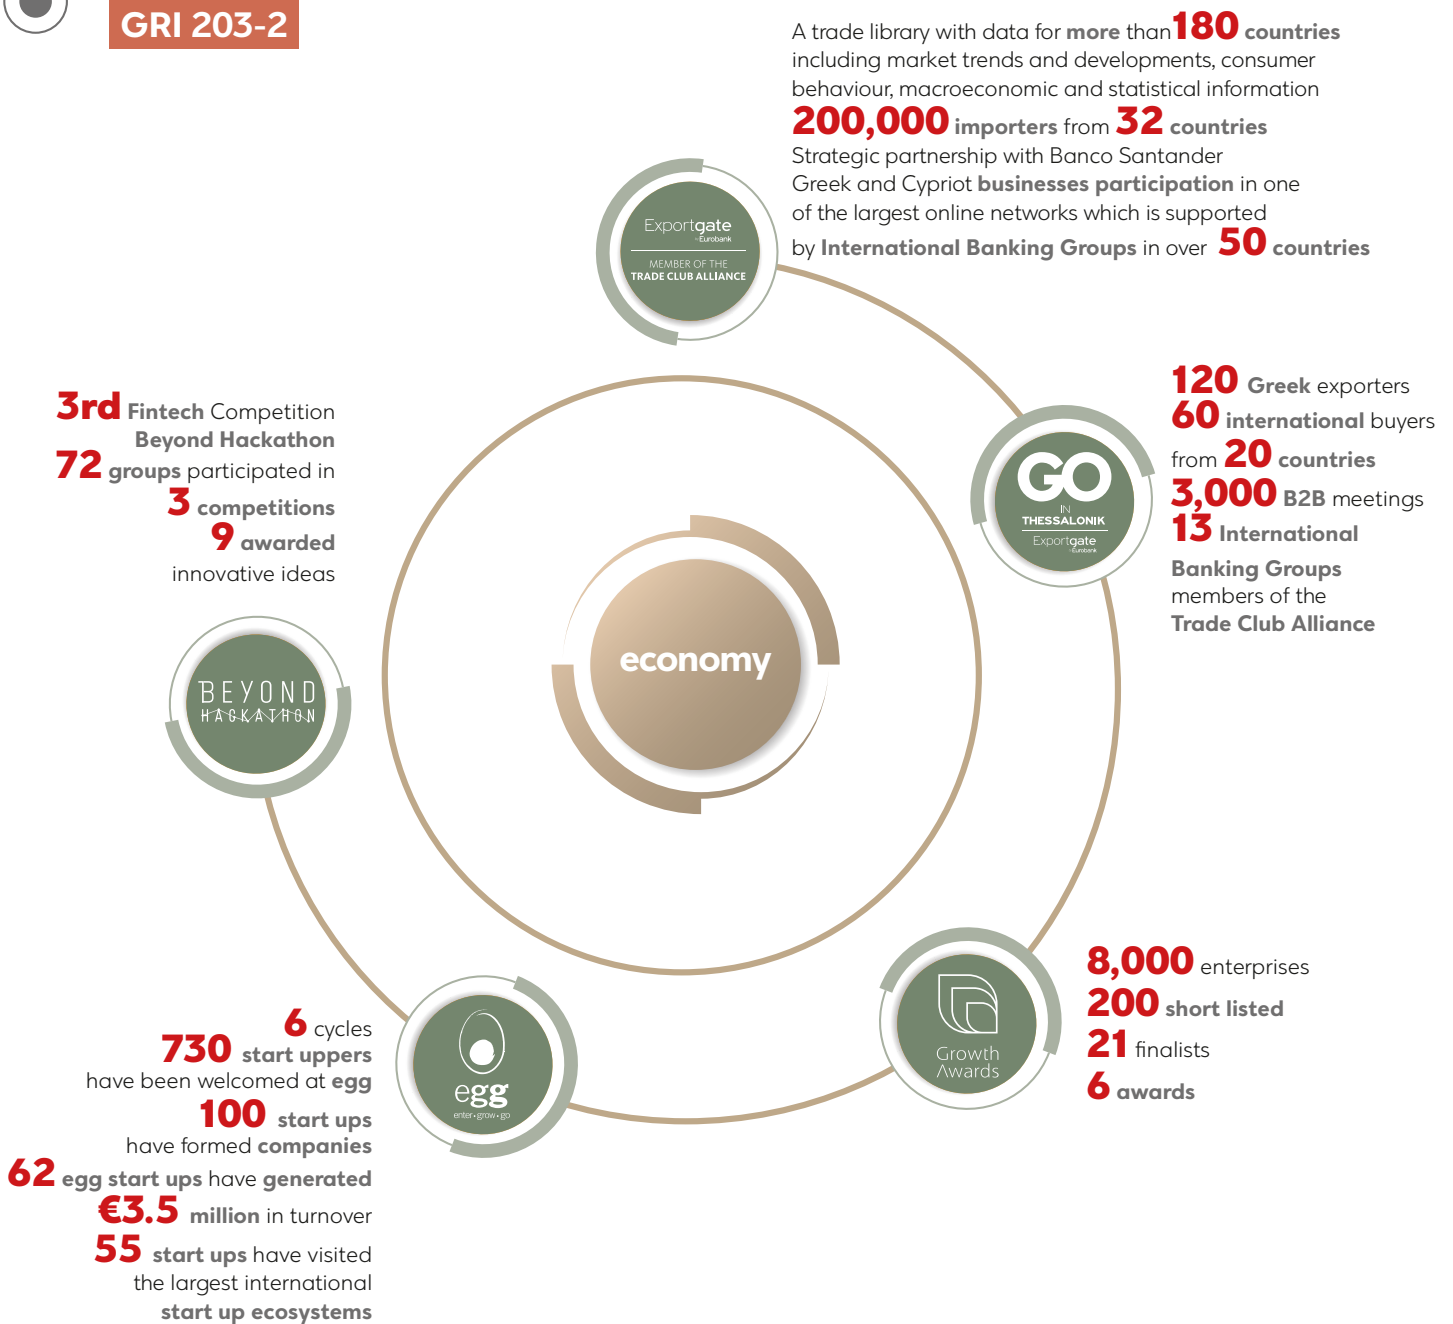 GRI 203-2
A trade library with data for more than 180 countries
including market trends and developments, consumer
behaviour, macroeconomic and statistical information
200,000 importers from 32 countries
Strategic partnership with Banco Santander
Greek and Cypriot businesses participation in one
of the largest online networks which is supported
by International Banking Groups in over 50 countries
Exportgate
by Eurobank
MEMBER OF THE
TRADE CLUB ALLIANCE
120 Greek exporters
60 international buyers
from 20 countries
3,000 B2B meetings
13 International
Banking Groups
members of the
Trade Club Alliance
GO
IN
THESSALONIK
Exportgate
by Eurobank
3rd Fintech Competition
Beyond Hackathon
72 groups participated in
3 competitions
9 awarded
innovative ideas
BEYOND
HACKATHON
economy
8,000 enterprises
200 short listed
21 finalists
6 awards
Growth
Awards
6 cycles
730 start uppers
have been welcomed at egg
100 start ups
have formed companies
62 egg start ups have generated
€3.5 million in turnover
55 start ups have visited
the largest international
start up ecosystems
egg
enter•grow•go